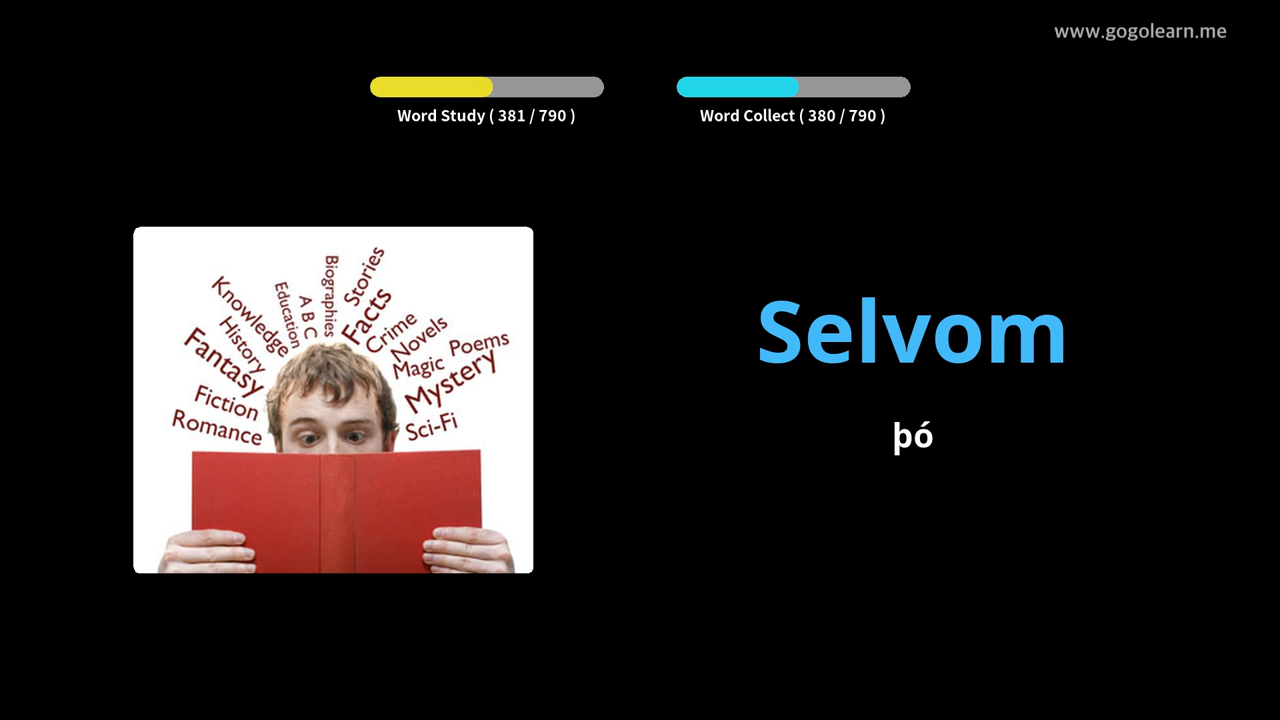 www.gogolearn.me
Word Study ( 381 / 790 )
Word Collect ( 380 / 790 )
Biographies
Stories
Education
A B C
Facts
Knowledge
Crime
History
Novels
Fantasy
Magic
Poems
Mystery
Fiction
Romance
Sci-Fi
Selvom
þó